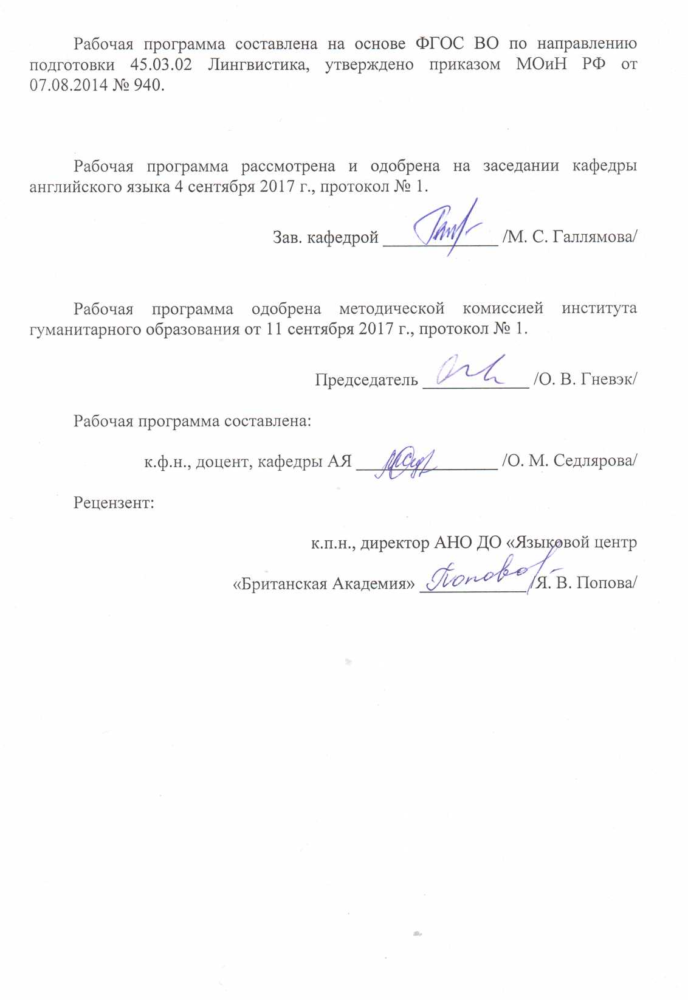 Рабочая программа составлена на основе ФГОС ВО по направлению
подготовки 45.03.02 Лингвистика, утверждено приказом МОиН РФ от
07.08.2014 № 940.
Рабочая программа рассмотрена и одобрена на заседании кафедры
английского языка 4 сентября 2017 г., протокол № 1.
Зав. кафедрой _____________ /М. С. Галлямова/
Рабочая программа одобрена методической комиссией института
гуманитарного образования от 11 сентября 2017 г., протокол № 1.
Председатель ____________ /О. В. Гневэк/
Рабочая программа составлена:
к.ф.н., доцент, кафедры АЯ ________________ /О. М. Седлярова/
Рецензент:
к.п.н., директор АНО ДО «Языковой центр
«Британская Академия» Попова /Я. В. Попова/